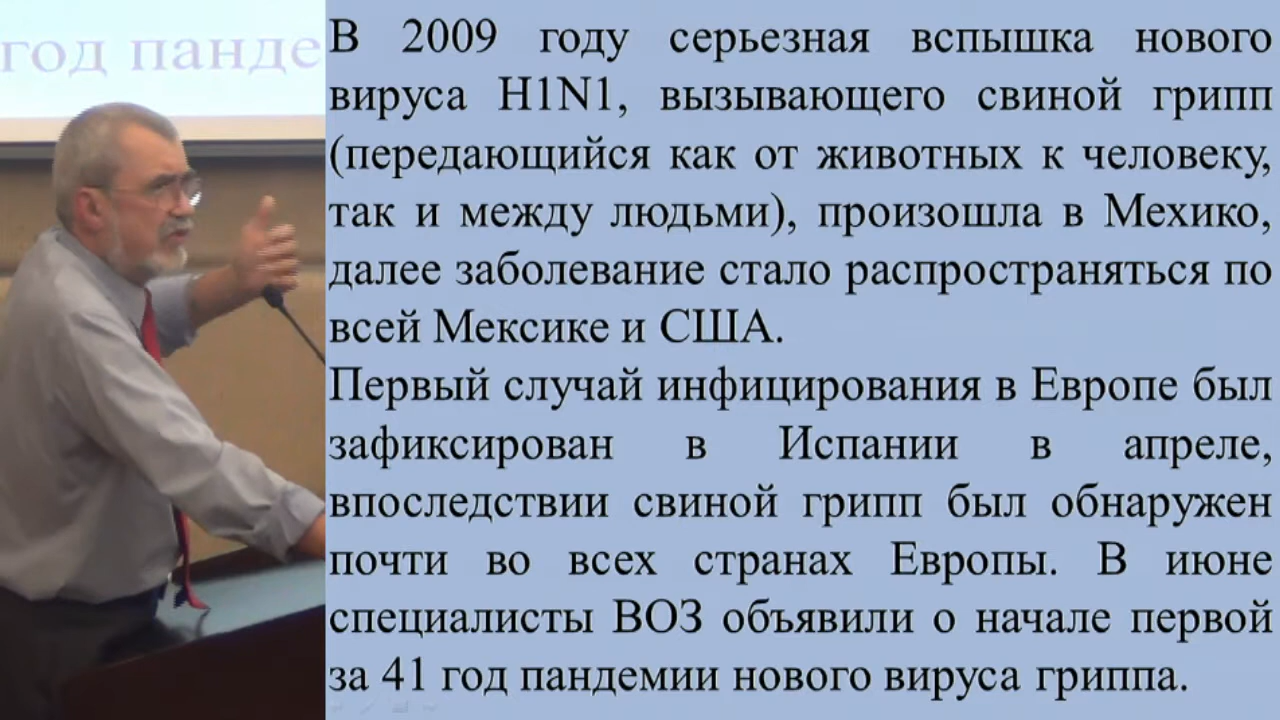 год панде
В 2009 году серьезная вспышка нового
вируса H1N1, вызывающего свиной грипп
(передающийся как от животных к человеку,
так и между людьми), произошла в Мехико,
далее заболевание стало распространяться по
всей Мексике и США.
Первый случай инфицирования в Европе был
зафиксирован в Испании в апреле,
впоследствии свиной грипп был обнаружен
почти во всех странах Европы. В июне
специалисты ВОЗ объявили о начале первой
за 41 год пандемии нового вируса гриппа.